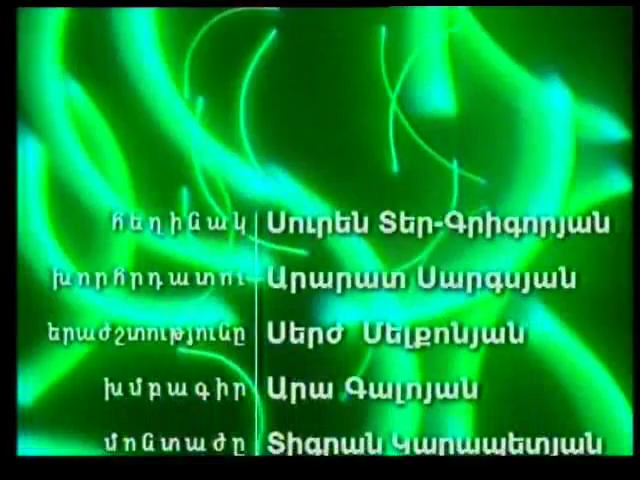 հեղինակ Սուրեն Տեր-Գրիգորյան
խորհրդատու Արարատ Սարգսյան
երաժշտությունը Սերժ Մելքոնյան
խմբագիր Արա Գալոյան
մոնտաժը Տիգրան Կարապետյան